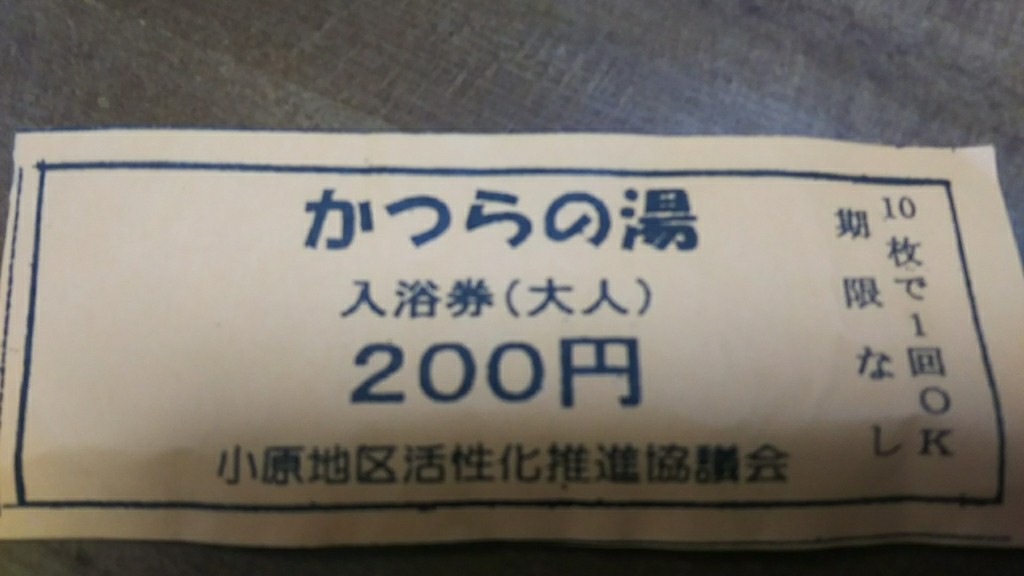 かつらの湯
入浴券(大人)
200円
小原地区活性化推進協議会
10枚で1回OK
期限なし